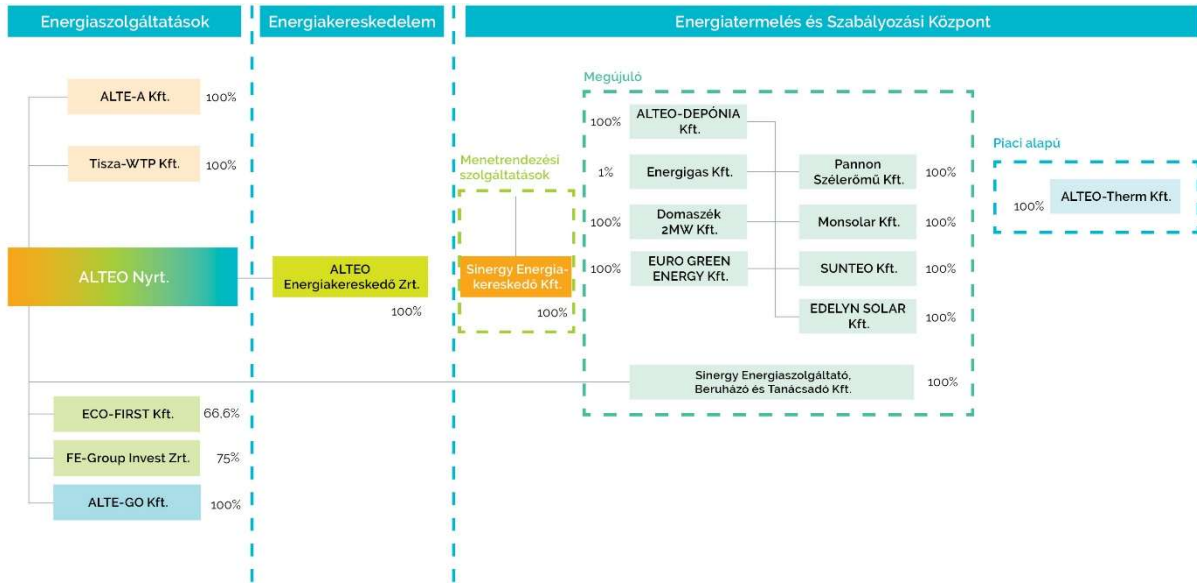 Energiaszolgáltatások
Energiakereskedelem
Energiatermelés és Szabályozási Központ
ALTE-A Kft.
100%
Tisza-WTP Kft.
100%
ALTEO Nyrt.
ECO-FIRST Kft.
66,6%
FE-Group Invest Zrt.
75%
ALTE-GO Kft.
100%
ALTEO
Energiakereskedő Zrt.
100%
Menetrendezési
szolgáltatások
Sinergy Energia-
kereskedő Kft.
100%
Megújuló
100%
ALTEO-DEPÓNIA
Kft.
1%
Energigas Kft.
100%
Domaszék
2MW Kft.
100%
EURO GREEN
ENERGY Kft.
Pannon
Szélerőmű Kft.
100%
Monsolar Kft.
100%
SUNTEO Kft.
100%
EDELYN SOLAR
Kft.
100%
Sinergy Energiaszolgáltató,
Beruházó és Tanácsadó Kft.
100%
Piaci alapú
100%
ALTEO-Therm Kft.